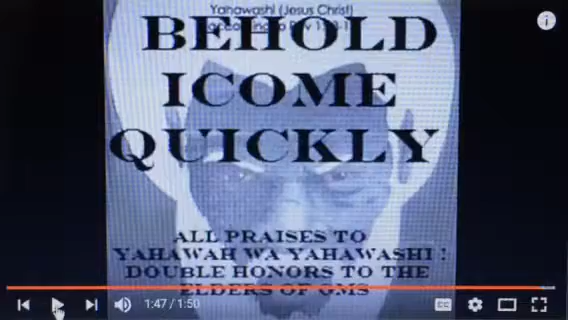 Yahawashi (Jesus Christ)
BEHOLD
ICOME
QUICKLY
ALL PRAISES TO
YAHAWAH WA YAHAWASHI !
DOUBLE HONORS TO THE
ELDERS OF GMS
1:47 / 1:50